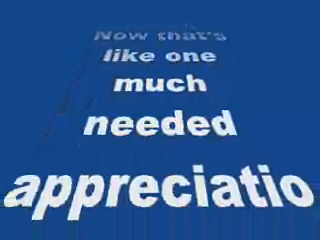 Now that's
like one
much
needed
appreciatio